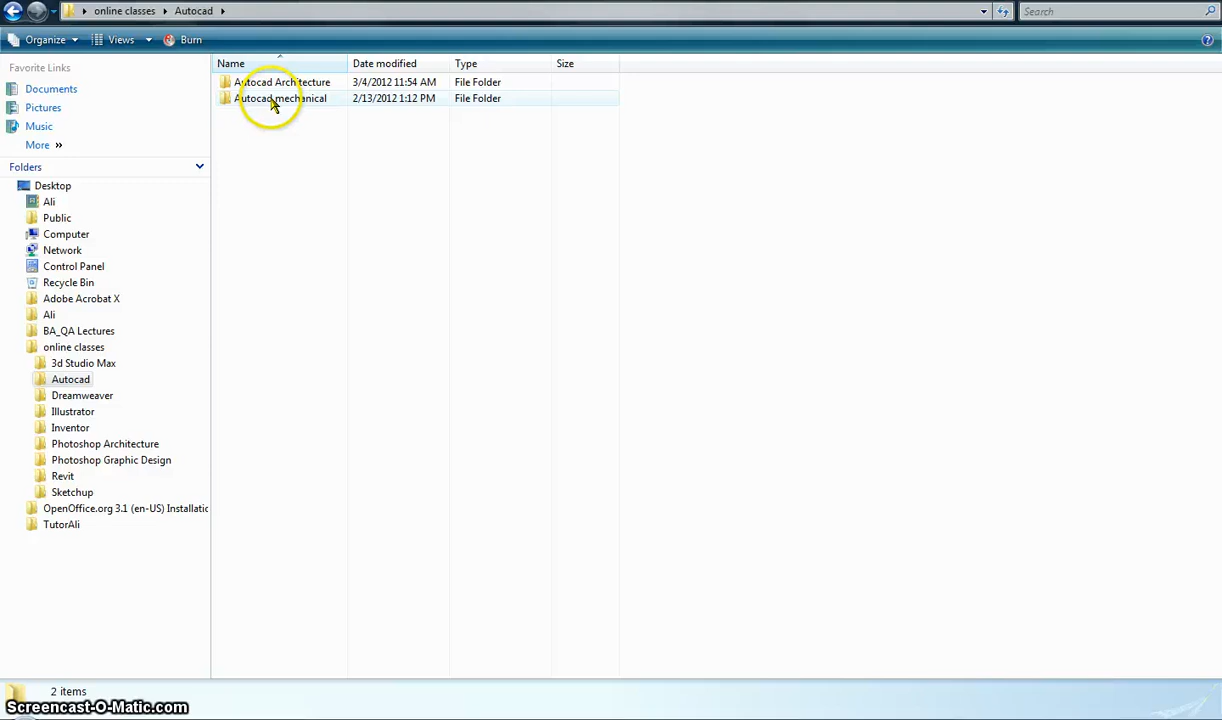 online classes Autocad
Search
Organize Views Burn
Favorite Links
Documents
Pictures
Music
More »
Folders
Desktop
Ali
Public
Computer
Network
Control Panel
Recycle Bin
Adobe Acrobat X
Ali
BA_QA Lectures
online classes
3d Studio Max
Autocad
Dreamweaver
Illustrator
Inventor
Photoshop Architecture
Photoshop Graphic Design
Revit
Sketchup
OpenOffice.org 3.1 (en-US) Installatic
TutorAli
Name Date modified Type Size
Autocad Architecture 3/4/2012 11:54 AM File Folder
Autocad mechanical 2/13/2012 1:12 PM File Folder
2 items
Screencast-O-Matic.com